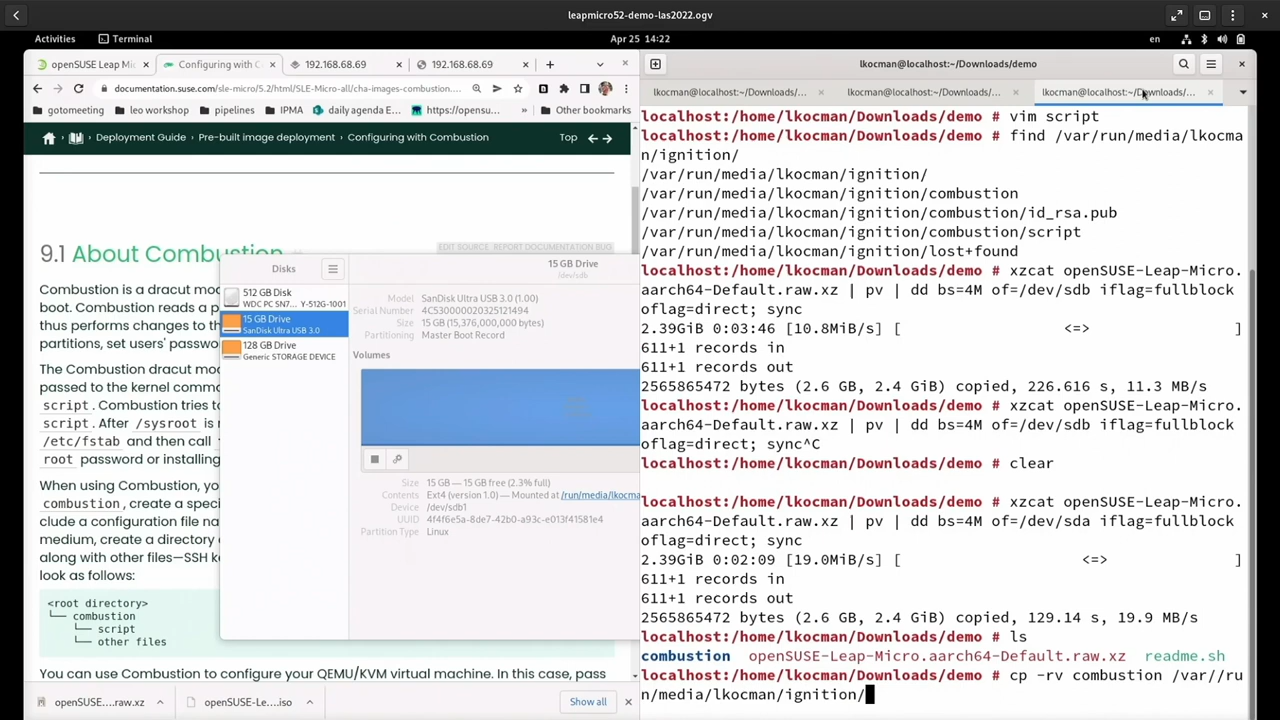 leapmicro52-demo-las2022.ogv
Activities
Terminal
Apr 25 14:22
en
openSUSE Leap Mic
Configuring with C
192.168.68.69
192.168.68.69
documentation.suse.com/sle-micro/5.2/html/SLE-Micro-all/cha-images-combustion....
gotomeeting
leo workshop
pipelines
IPMA
daily agenda E...
https://opensu...
Other bookmarks
Deployment Guide › Pre-built image deployment › Configuring with Combustion
Top
9.1 About Combustion
EDIT SOURCE REPORT DOCUMENTATION BUG
Combustion is a dracut mod
boot. Combustion reads a p
thus performs changes to th
partitions, set users' passwo
The Combustion dracut mod
passed to the kernel comma
script. Combustion tries to
script. After /sysroot is r
/etc/fstab and then call
root password or installing
When using Combustion, yo
combustion, create a speci
clude a configuration file na
medium, create a directory
along with other files—SSH k
look as follows:
<root directory>
└── combustion
└── script
└── other files
You can use Combustion to configure your QEMU/KVM virtual machine. In this case, pass
openSUS....raw.xz
openSUSE-Le....iso
Show all
Disks
15 GB Drive
/dev/sdb
512 GB Disk
WDC PC SN7... Y-512G-1001
15 GB Drive
SanDisk Ultra USB 3.0
128 GB Drive
Generic STORAGE DEVICE
Model SanDisk Ultra USB 3.0 (1.00)
Serial Number 4C530000020325121494
Size 15 GB (15,376,000,000 bytes)
Partitioning Master Boot Record
Volumes
Size 15 GB — 15 GB free (2.3% full)
Contents Ext4 (version 1.0) — Mounted at /run/media/lkocma
Device /dev/sdb1
UUID 4f4f6e5a-8de7-42b0-a93c-e013f41581e4
Partition Type Linux
lkocman@localhost:~/Downloads/demo
lkocman@localhost:~/Downloads/...
lkocman@localhost:~/Downloads/...
lkocman@localhost:~/Downloads/...
localhost:/home/lkocman/Downloads/demo # vim script
localhost:/home/lkocman/Downloads/demo # find /var/run/media/lkocma
n/ignition/
/var/run/media/lkocman/ignition/
/var/run/media/lkocman/ignition/combustion
/var/run/media/lkocman/ignition/combustion/id_rsa.pub
/var/run/media/lkocman/ignition/combustion/script
/var/run/media/lkocman/ignition/lost+found
localhost:/home/lkocman/Downloads/demo # xzcat openSUSE-Leap-Micro.
aarch64-Default.raw.xz | pv | dd bs=4M of=/dev/sdb iflag=fullblock
oflag=direct; sync
2.39GiB 0:03:46 [10.8MiB/s] [ <=> ]
611+1 records in
611+1 records out
2565865472 bytes (2.6 GB, 2.4 GiB) copied, 226.616 s, 11.3 MB/s
localhost:/home/lkocman/Downloads/demo # xzcat openSUSE-Leap-Micro.
aarch64-Default.raw.xz | pv | dd bs=4M of=/dev/sdb iflag=fullblock
oflag=direct; sync^C
localhost:/home/lkocman/Downloads/demo # clear
localhost:/home/lkocman/Downloads/demo # xzcat openSUSE-Leap-Micro.
aarch64-Default.raw.xz | pv | dd bs=4M of=/dev/sda iflag=fullblock
oflag=direct; sync
2.39GiB 0:02:09 [19.0MiB/s] [ <=> ]
611+1 records in
611+1 records out
2565865472 bytes (2.6 GB, 2.4 GiB) copied, 129.14 s, 19.9 MB/s
localhost:/home/lkocman/Downloads/demo # ls
combustion openSUSE-Leap-Micro.aarch64-Default.raw.xz readme.sh
localhost:/home/lkocman/Downloads/demo # cp -rv combustion /var//ru
n/media/lkocman/ignition/